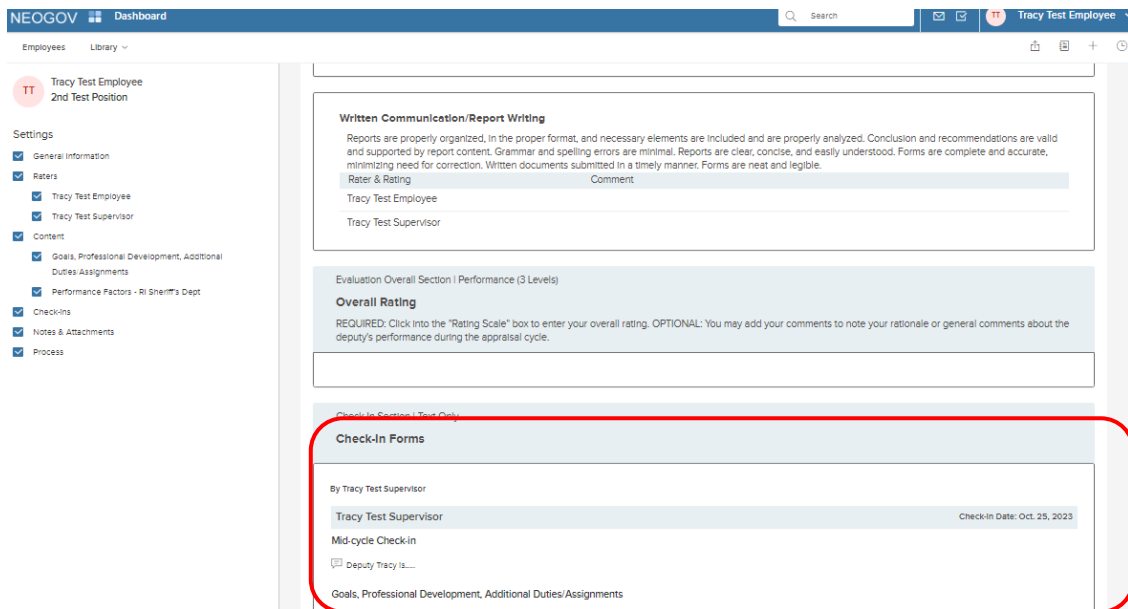 NEOGOV Dashboard Search TT Tracy Test Employee
Employees Library
TT
Tracy Test Employee
2nd Test Position
Settings
General Information
Raters
Tracy Test Employee
Tracy Test Supervisor
Content
Goals, Professional Development, Additional
Duties/Assignments
Performance Factors - RI Sheriff's Dept
Check-Ins
Notes & Attachments
Process
Written Communication/Report Writing
Reports are properly organized, in the proper format, and necessary elements are included and are properly analyzed. Conclusion and recommendations are valid
and supported by report content. Grammar and spelling errors are minimal. Reports are clear, concise, and easily understood. Forms are complete and accurate,
minimizing need for correction. Written documents submitted in a timely manner. Forms are neat and legible.
Rater & Rating Comment
Tracy Test Employee
Tracy Test Supervisor
Evaluation Overall Section | Performance (3 Levels)
Overall Rating
REQUIRED: Click into the "Rating Scale" box to enter your overall rating. OPTIONAL: You may add your comments to note your rationale or general comments about the
deputy's performance during the appraisal cycle.
Check-In Section | Text Only
Check-In Forms
By Tracy Test Supervisor
Tracy Test Supervisor Check-In Date: Oct. 25, 2023
Mid-cycle Check-in
Deputy Tracy is.....
Goals, Professional Development, Additional Duties/Assignments